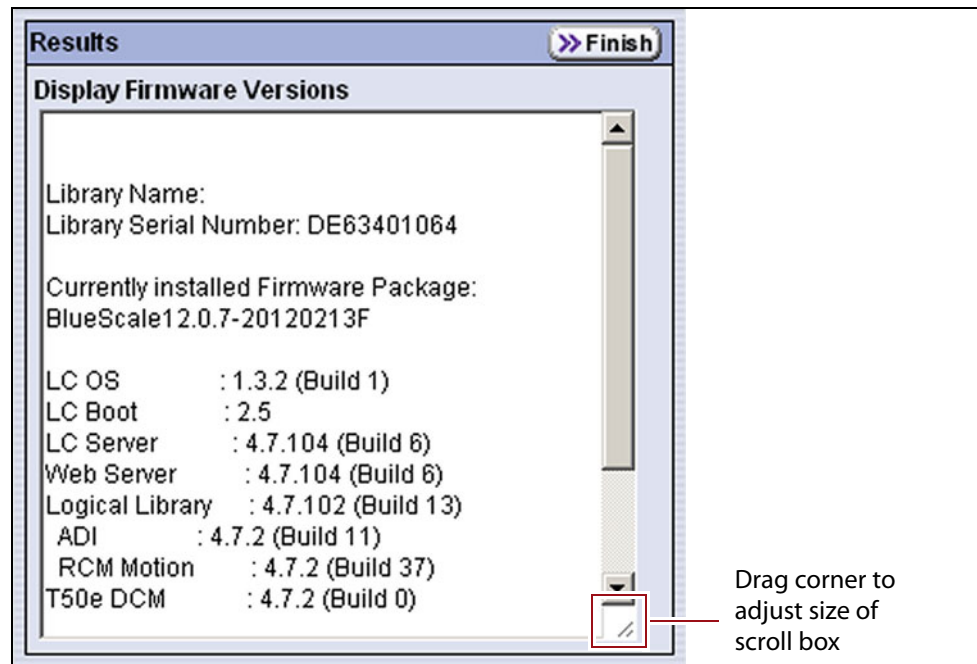 Results
>> Finish
Display Firmware Versions
Library Name:
Library Serial Number: DE63401064
Currently installed Firmware Package:
BlueScale12.0.7-20120213F
LC OS : 1.3.2 (Build 1)
LC Boot : 2.5
LC Server : 4.7.104 (Build 6)
Web Server : 4.7.104 (Build 6)
Logical Library : 4.7.102 (Build 13)
ADI : 4.7.2 (Build 11)
RCM Motion : 4.7.2 (Build 37)
T50e DCM : 4.7.2 (Build 0)
Drag corner to
adjust size of
scroll box